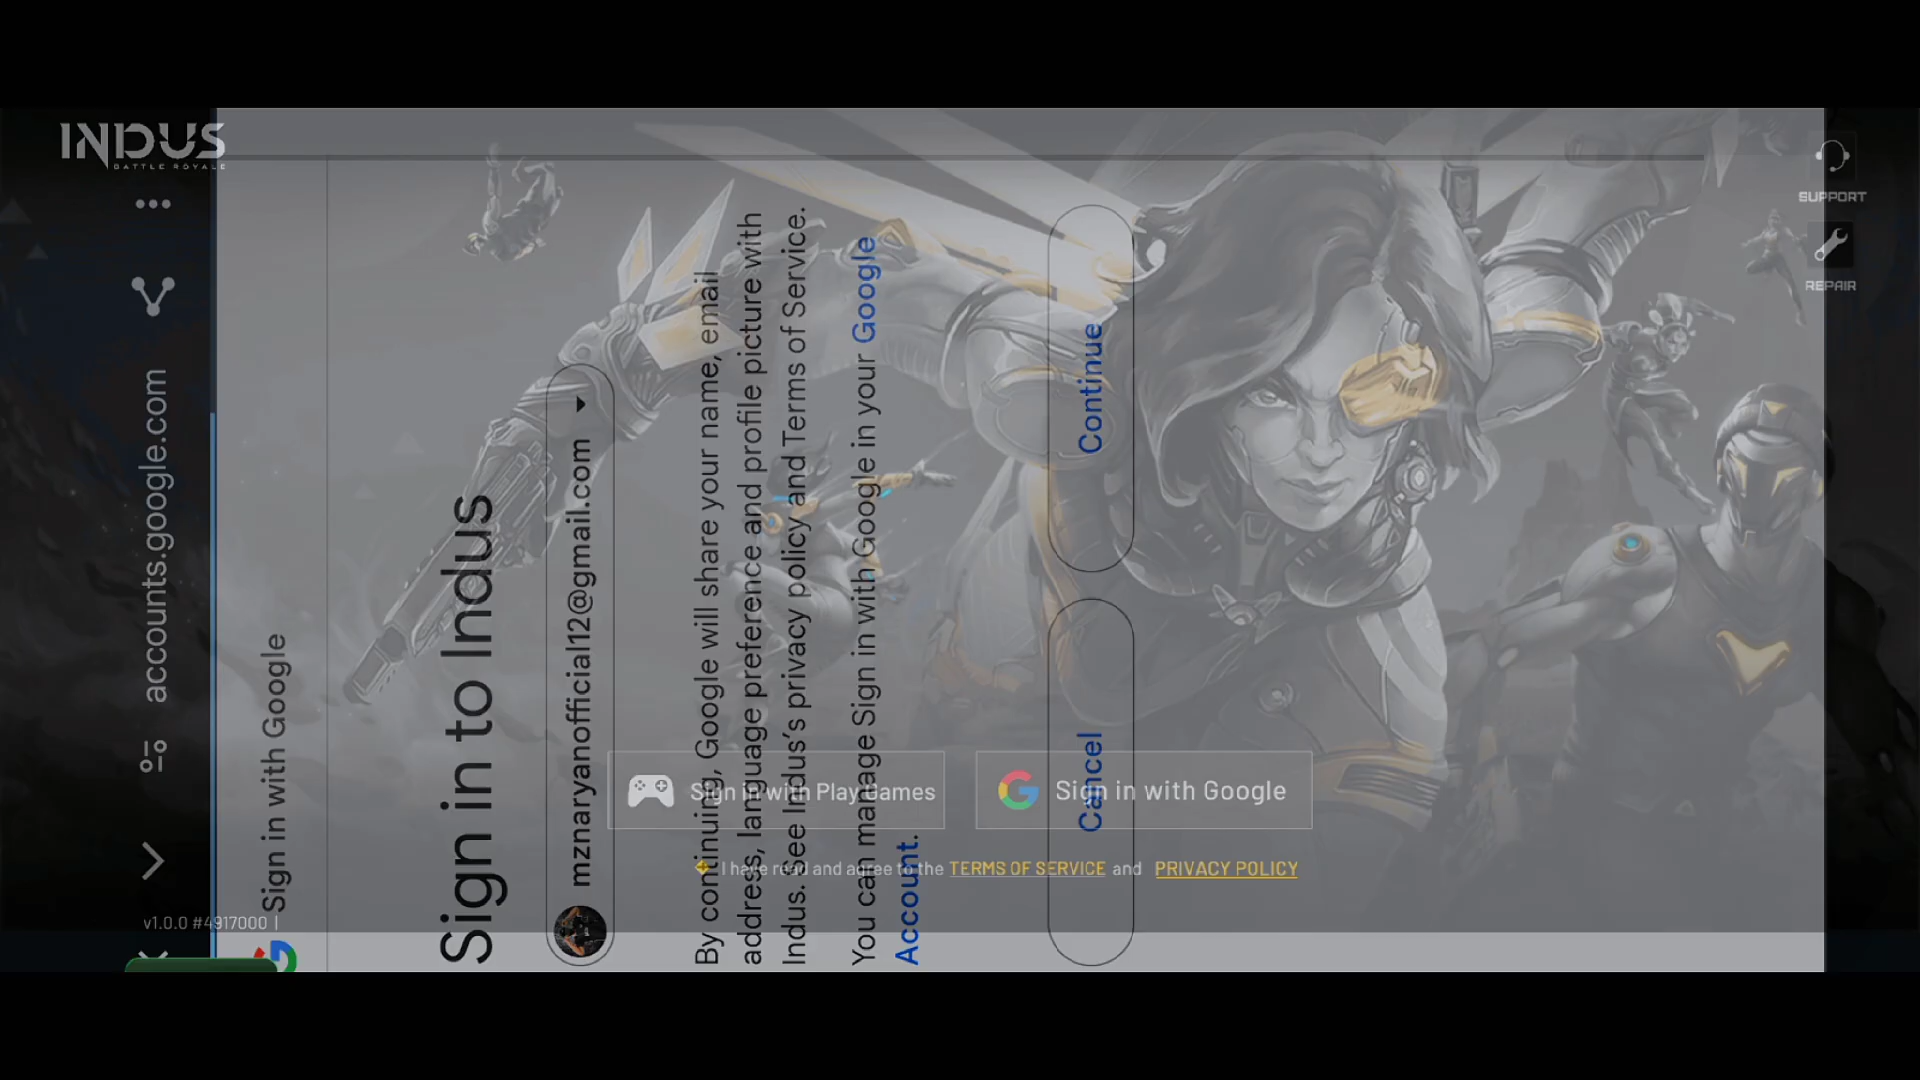 INDUS
BATTLE ROYALE
SUPPORT
REPAIR
accounts.google.com
Sign in with Google
Sign in to Indus
mznaryanofficial12@gmail.com
By continuing, Google will share your name, email
address, language preference and profile picture with
Indus. See Indus's privacy policy and Terms of Service.
You can manage Sign in with Google in your Google
Account.
Continue
Cancel
Sign in with Play Games
Sign in with Google
I have read and agree to the TERMS OF SERVICE and PRIVACY POLICY
v1.0.0 #4917000 |